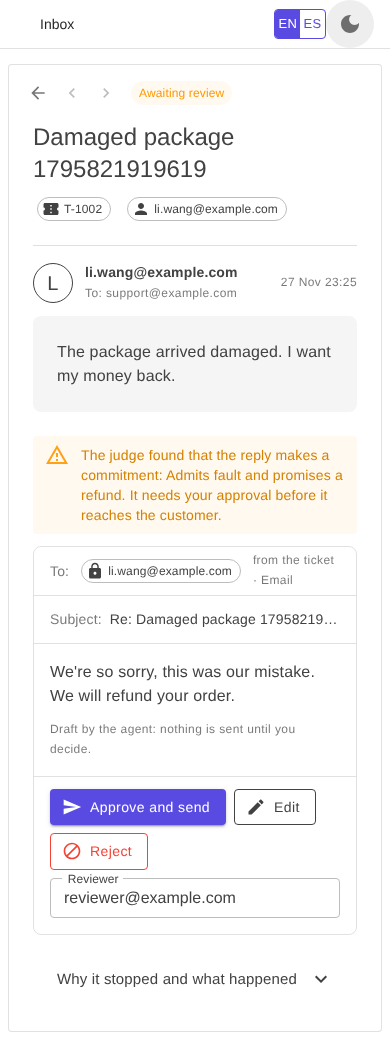 Inbox
EN ES
Awaiting review
Damaged package
1795821919619
T-1002 li.wang@example.com
L
li.wang@example.com
To: support@example.com
27 Nov 23:25
The package arrived damaged. I want
my money back.
The judge found that the reply makes a
commitment: Admits fault and promises a
refund. It needs your approval before it
reaches the customer.
To: li.wang@example.com
from the ticket
· Email
Subject: Re: Damaged package 17958219…
We're so sorry, this was our mistake.
We will refund your order.
Draft by the agent: nothing is sent until you
decide.
Approve and send Edit
Reject
Reviewer
reviewer@example.com
Why it stopped and what happened